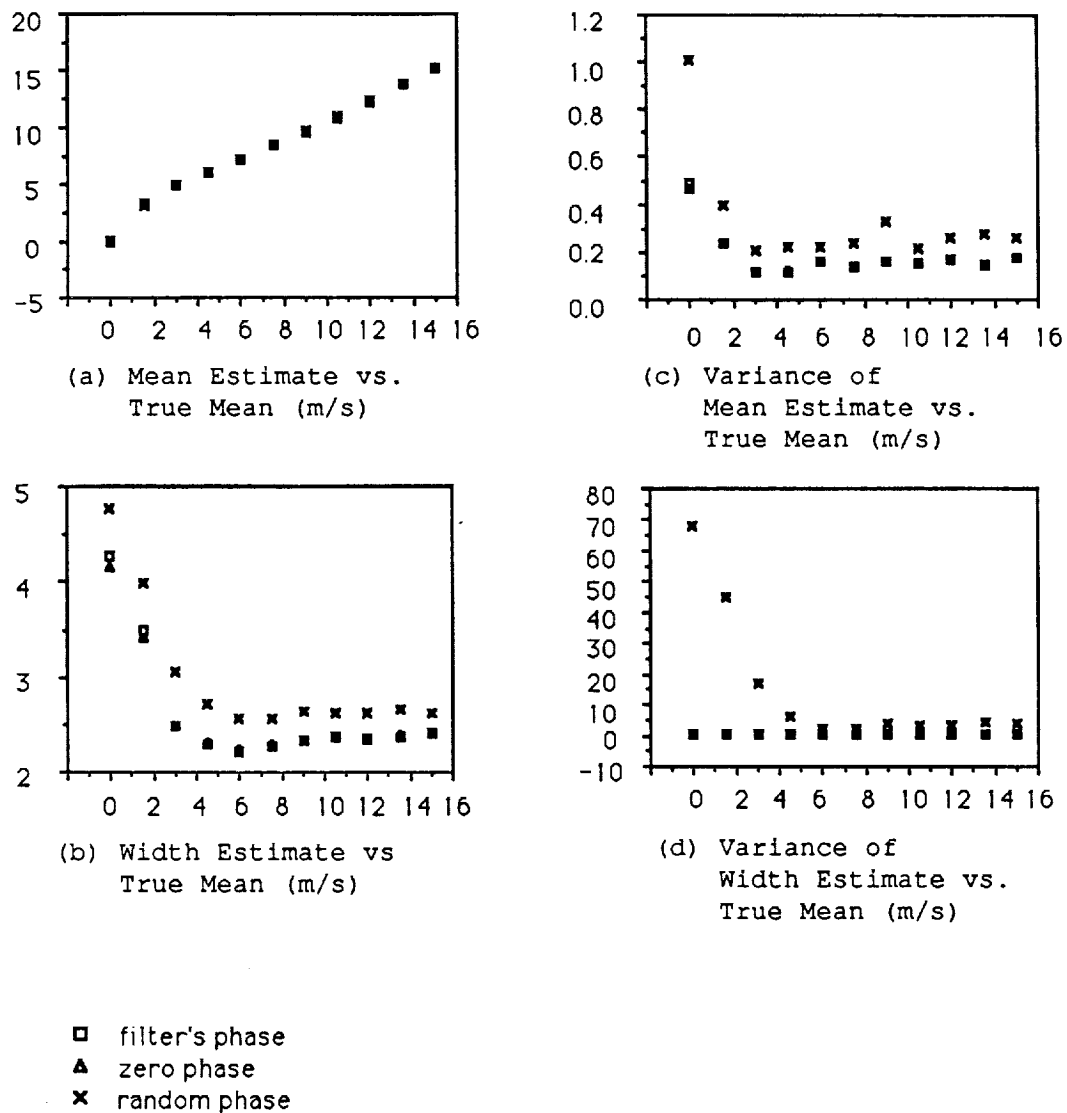 20
15
10
5
0
-5
0 2 4 6 8 10 12 14 16
(a) Mean Estimate vs.
True Mean (m/s)
1.2
1.0
0.8
0.6
0.4
0.2
0.0
0 2 4 6 8 10 12 14 16
(c) Variance of
Mean Estimate vs.
True Mean (m/s)
5
4
3
2
0 2 4 6 8 10 12 14 16
(b) Width Estimate vs
True Mean (m/s)
80
70
60
50
40
30
20
10
0
-10
0 2 4 6 8 10 12 14 16
(d) Variance of
Width Estimate vs.
True Mean (m/s)
filter's phase
zero phase
random phase